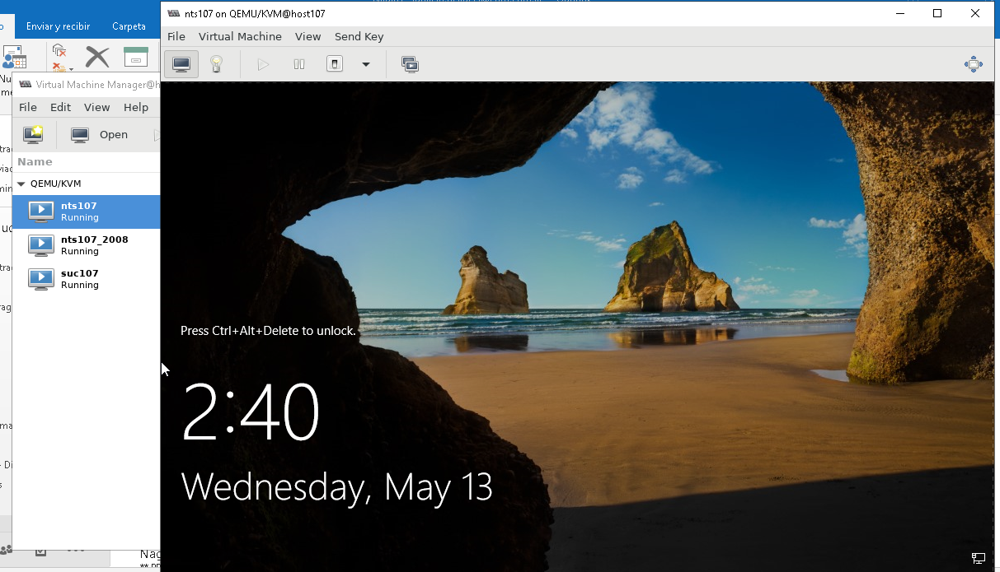 nts107 on QEMU/KVM@host107
File Virtual Machine View Send Key
Enviar y recibir Carpeta
Virtual Machine Manager@h
File Edit View Help
Open
Name
QEMU/KVM
nts107
Running
nts107_2008
Running
suc107
Running
Press Ctrl+Alt+Delete to unlock.
2:40
Wednesday, May 13